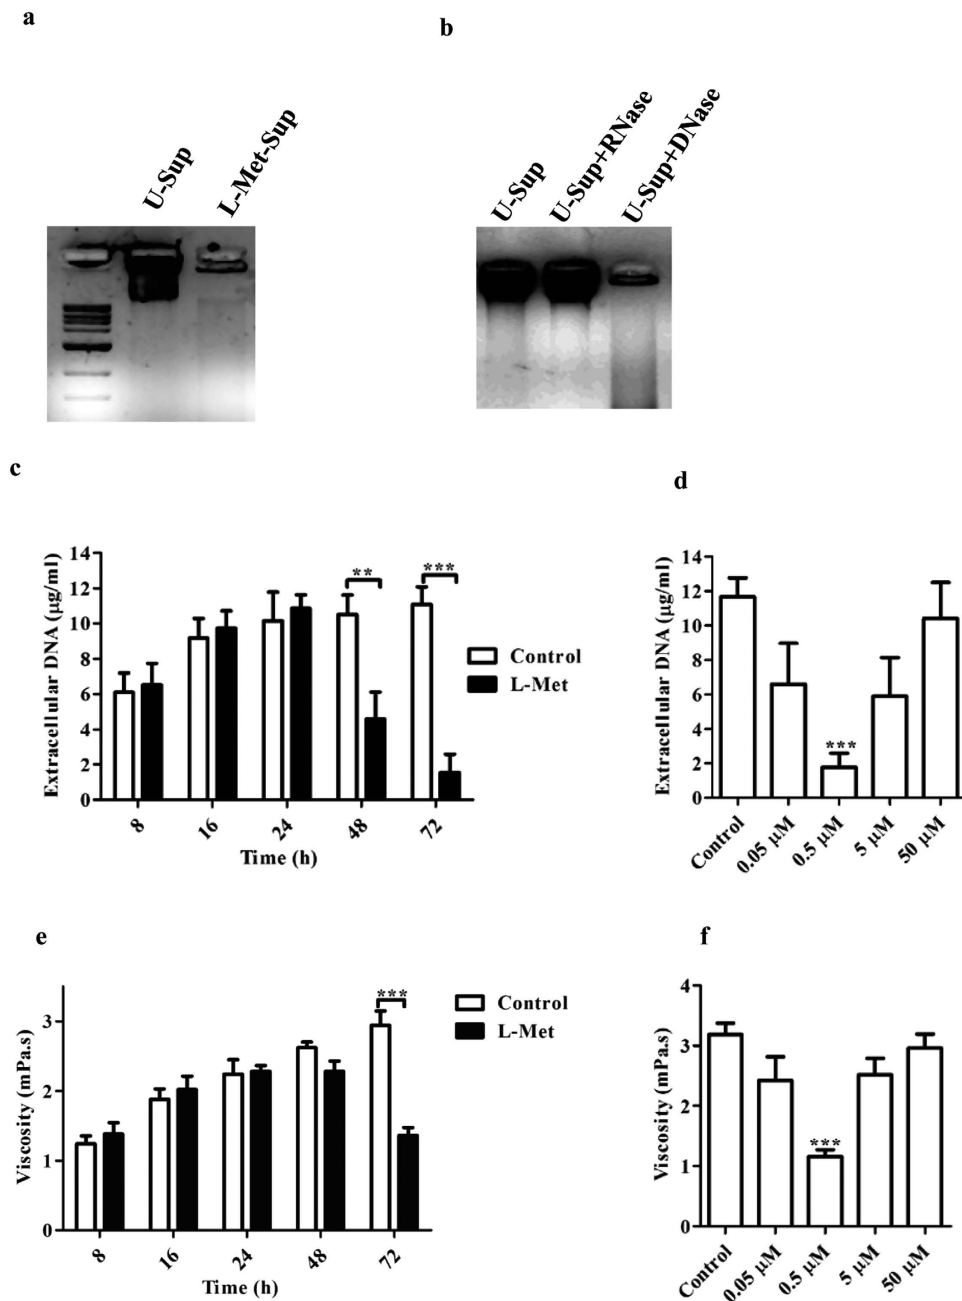 a
b
U-Sup
L-Met-Sup
U-Sup
U-Sup+RNase
U-Sup+DNase
c
Extracellular DNA (µg/ml)
14
12
10
8
6
4
2
0
**
***
8
16
24
48
72
Time (h)
Control
L-Met
d
Extracellular DNA (µg/ml)
14
12
10
8
6
4
2
0
***
Control
0.05 µM
0.5 µM
5 µM
50 µM
e
Viscosity (mPa.s)
3
2
1
0
***
8
16
24
48
72
Time (h)
Control
L-Met
f
Viscosity (mPa.s)
4
3
2
1
0
***
Control
0.05 µM
0.5 µM
5 µM
50 µM